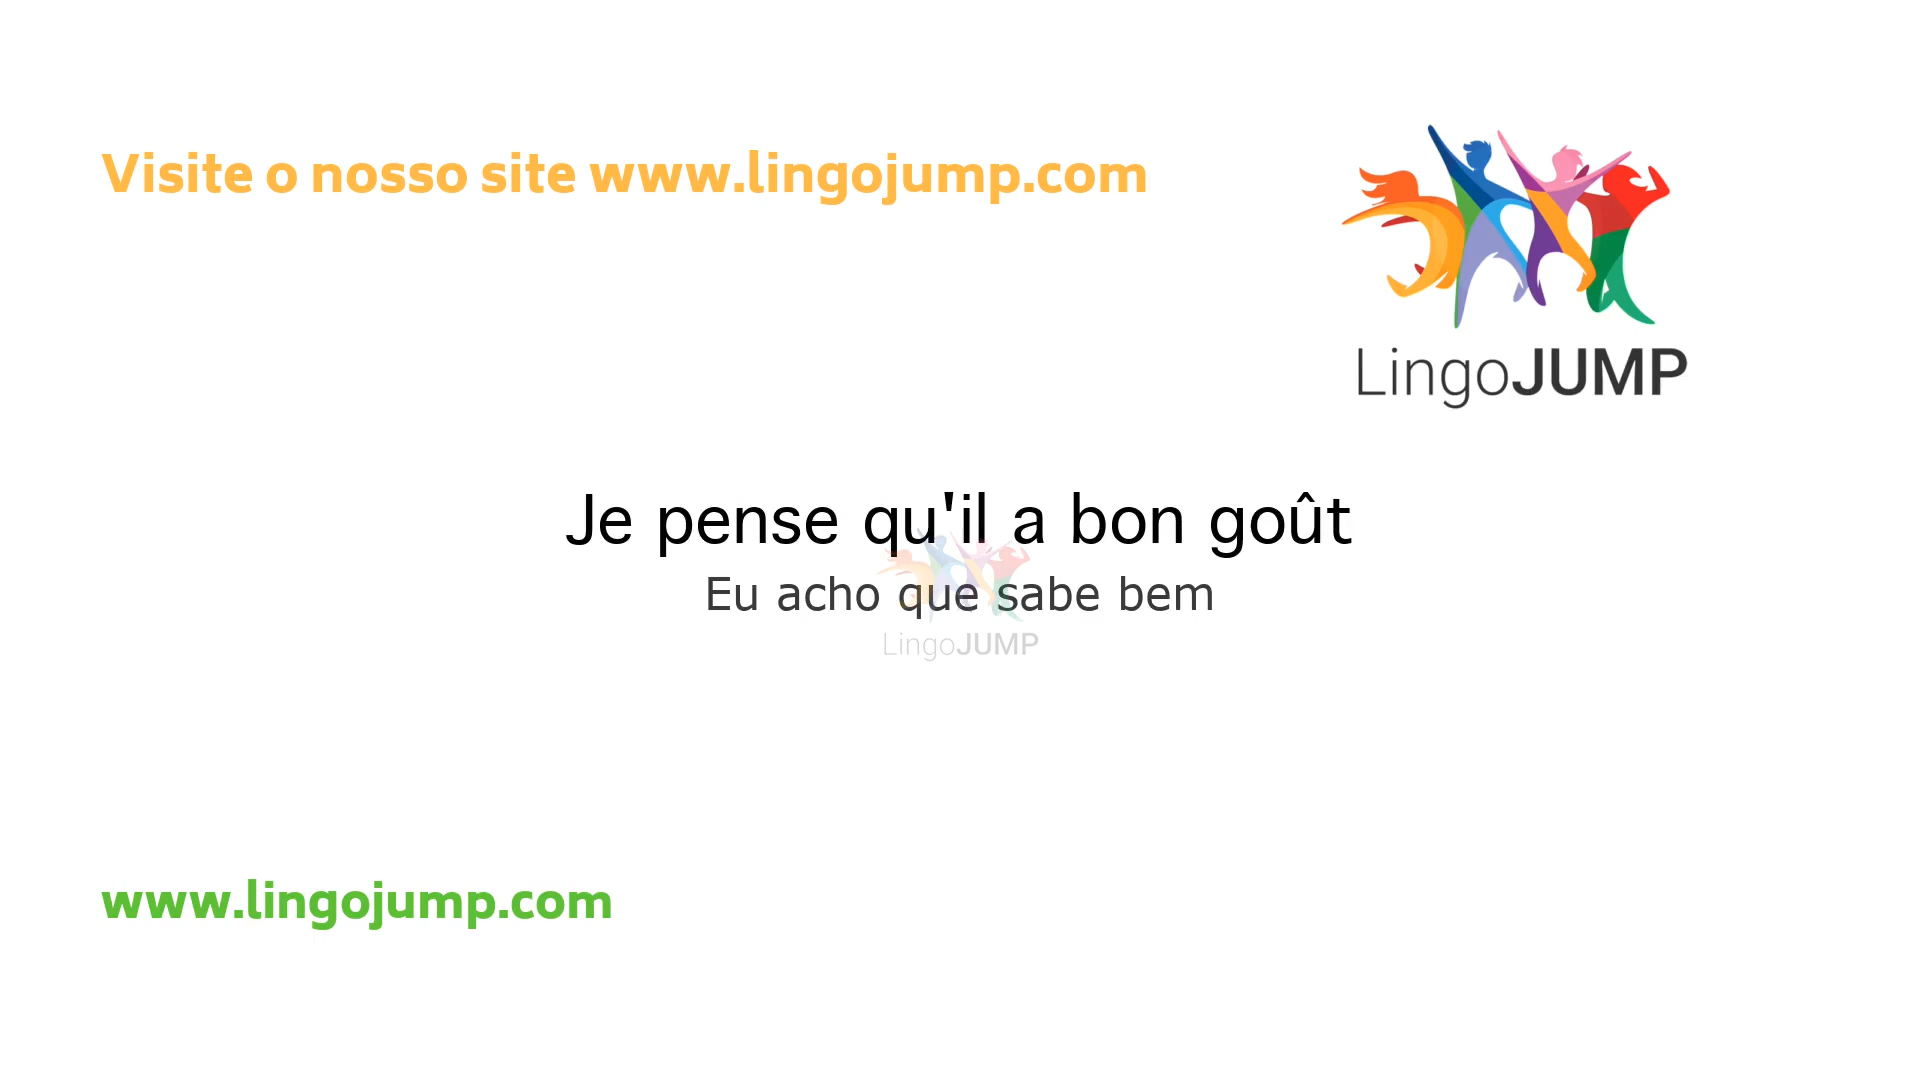 Visite o nosso site www.lingojump.com
LingoJUMP
Je pense qu'il a bon goût
Eu acho que sabe bem
LingoJUMP
www.lingojump.com